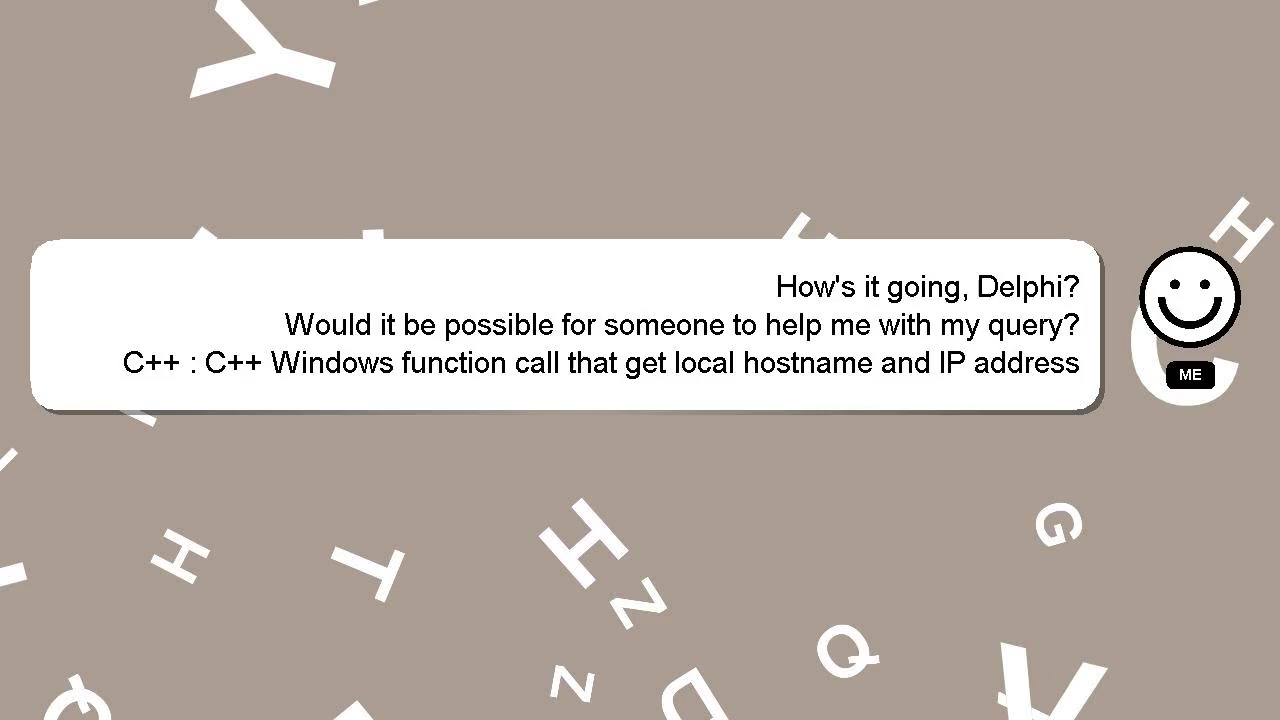 How's it going, Delphi?
Would it be possible for someone to help me with my query?
C++ : C++ Windows function call that get local hostname and IP address
ME
Y
H
C
H
T
H
Z
G
Q
Z